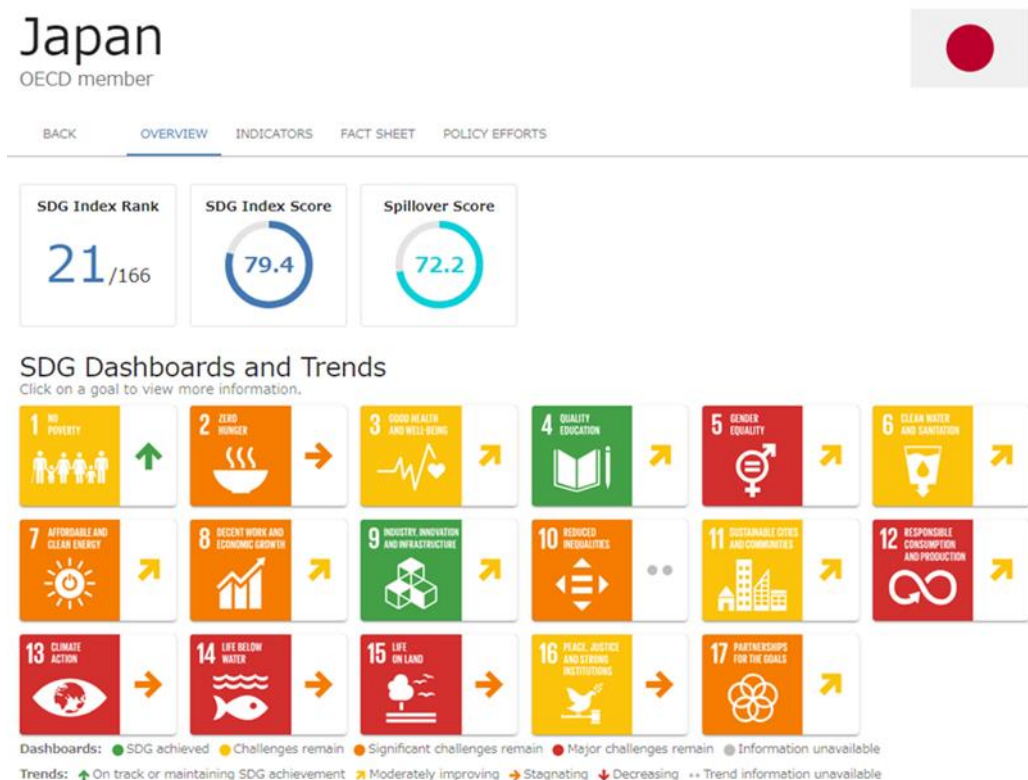 Japan
OECD member
BACK OVERVIEW INDICATORS FACT SHEET POLICY EFFORTS
SDG Index Rank
21/166
SDG Index Score
79.4
Spillover Score
72.2
SDG Dashboards and Trends
Click on a goal to view more information.
1 NO
POVERTY
2 ZERO
HUNGER
3 GOOD HEALTH
AND WELL-BEING
4 QUALITY
EDUCATION
5 GENDER
EQUALITY
6 CLEAN WATER
AND SANITATION
7 AFFORDABLE AND
CLEAN ENERGY
8 DECENT WORK AND
ECONOMIC GROWTH
9 INDUSTRY, INNOVATION
AND INFRASTRUCTURE
10 REDUCED
INEQUALITIES
11 SUSTAINABLE CITIES
AND COMMUNITIES
12 RESPONSIBLE
CONSUMPTION
AND PRODUCTION
13 CLIMATE
ACTION
14 LIFE BELOW
WATER
15 LIFE
ON LAND
16 PEACE, JUSTICE
AND STRONG
INSTITUTIONS
17 PARTNERSHIPS
FOR THE GOALS
Dashboards: SDG achieved Challenges remain Significant challenges remain Major challenges remain Information unavailable
Trends: On track or maintaining SDG achievement Moderately improving Stagnating Decreasing Trend information unavailable